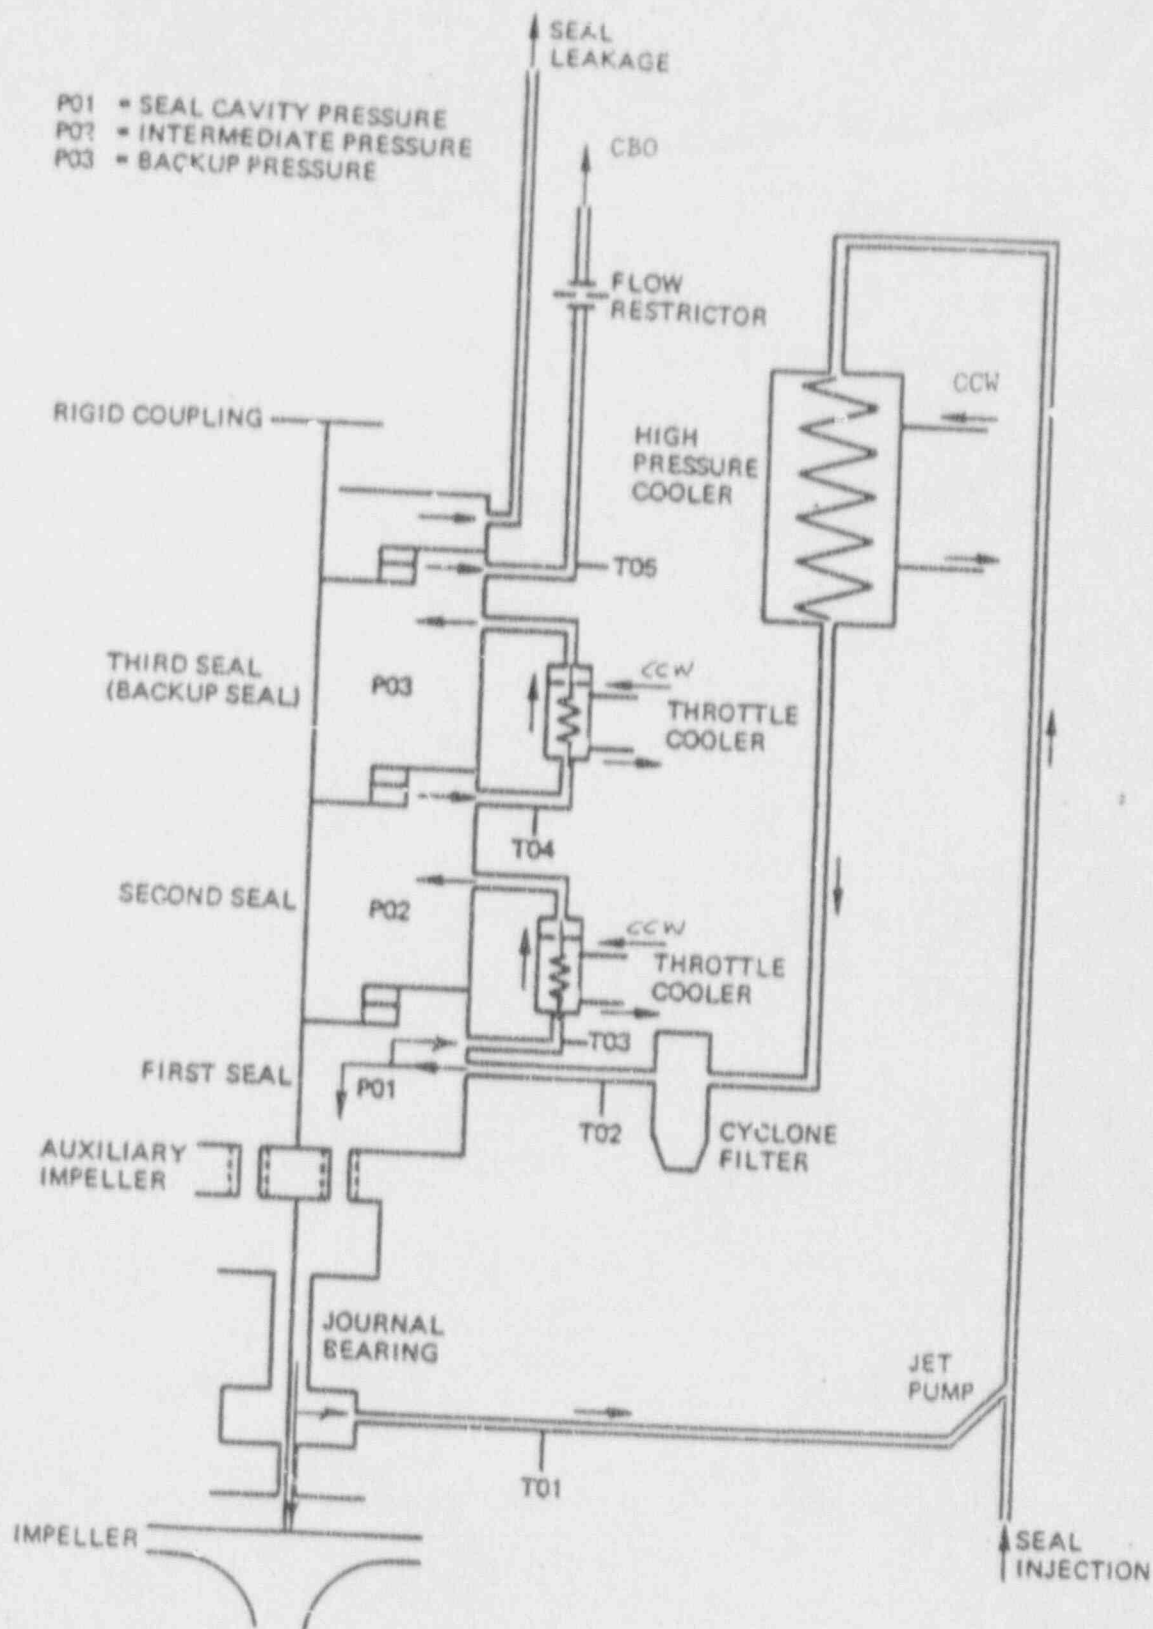 SEAL
LEAKAGE
P01 = SEAL CAVITY PRESSURE
P02 = INTERMEDIATE PRESSURE
P03 = BACKUP PRESSURE
CBO
FLOW
RESTRICTOR
RIGID COUPLING
CCW
HIGH
PRESSURE
COOLER
T05
THIRD SEAL
(BACKUP SEAL)
P03
CCW
THROTTLE
COOLER
T04
SECOND SEAL
P02
CCW
THROTTLE
COOLER
T03
FIRST SEAL
P01
T02
CYCLONE
FILTER
AUXILIARY
IMPELLER
JOURNAL
BEARING
JET
PUMP
T01
IMPELLER
SEAL
INJECTION